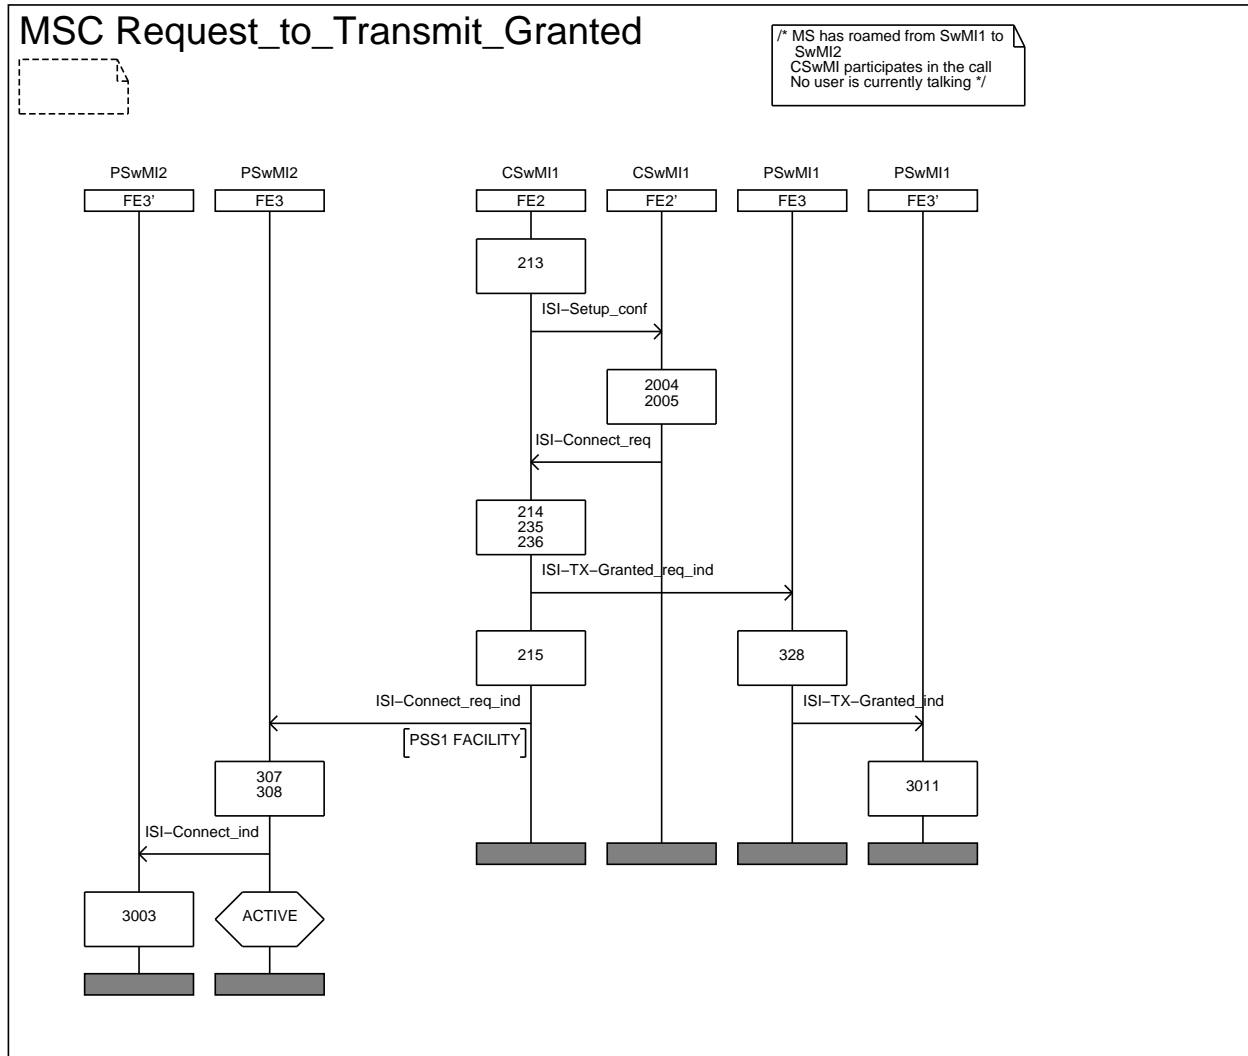 MSC Request_to_Transmit_Granted
/* MS has roamed from SwMI1 to
SwMI2
CSwMI participates in the call
No user is currently talking */
PSwMI2
PSwMI2
CSwMI1
CSwMI1
PSwMI1
PSwMI1
FE3'
FE3
FE2
FE2'
FE3
FE3'
213
ISI−Setup_conf
2004
2005
ISI−Connect_req
214
235
236
ISI−TX−Granted_req_ind
215
328
ISI−Connect_req_ind
ISI−TX−Granted_ind
PSS1 FACILITY
307
308
3011
ISI−Connect_ind
3003
ACTIVE